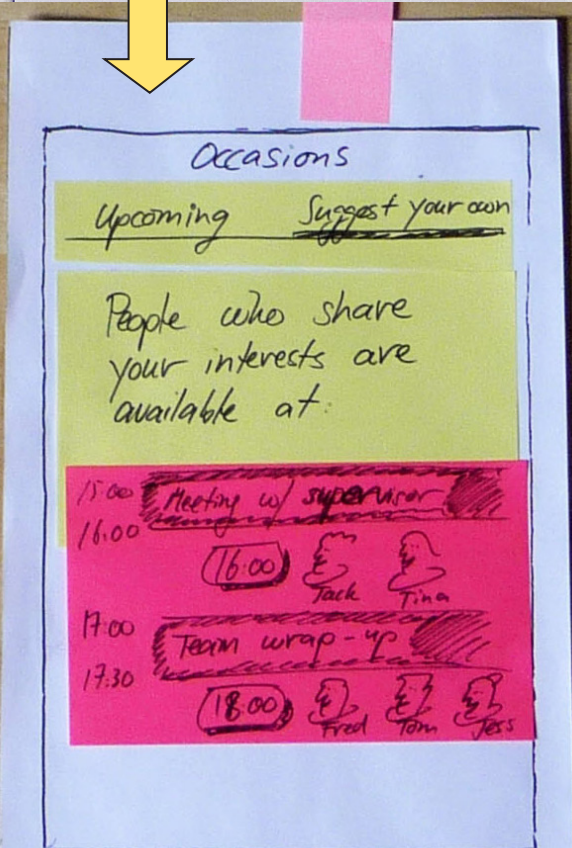 Occasions
Upcoming Suggest your own
People who share
your interests are
available at:
15:00 Meeting w/ supervisor
16.00
16:00
Jack Tina
17:00 Team wrap-up
17:30
18:00
Fred Tom Jess